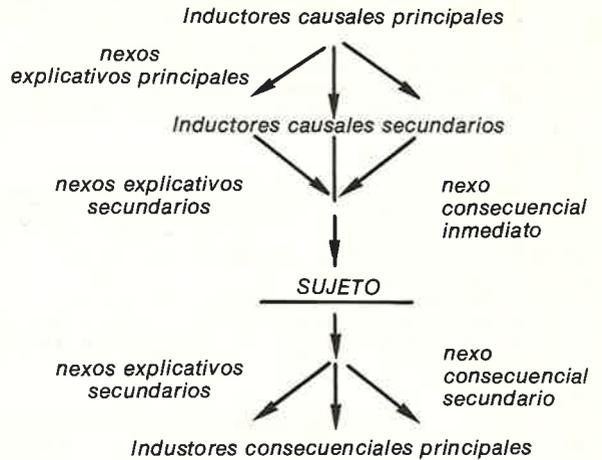 Inductores causales principales
nexos
explicativos principales
Inductores causales secundarios
nexos explicativos
secundarios
nexo
consecuencial
inmediato
SUJETO
nexos explicativos
secundarios
nexo
consecuencial
secundario
Industores consecuenciales principales